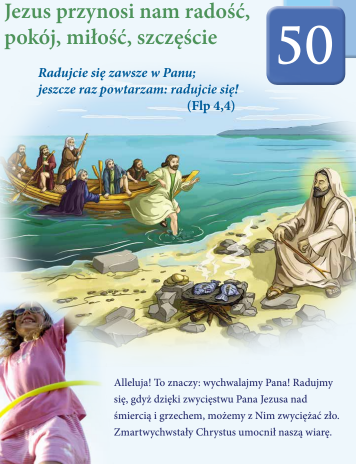 Jezus przynosi nam radość,
pokój, miłość, szczęście
50
Radujcie się zawsze w Panu;
jeszcze raz powtarzam: radujcie się!
(Flp 4,4)
Alleluja! To znaczy: wychwalajmy Pana! Radujmy
się, gdyż dzięki zwycięstwu Pana Jezusa nad
śmiercią i grzechem, możemy z Nim zwyciężać zło.
Zmartwychwstały Chrystus umocnił naszą wiarę.